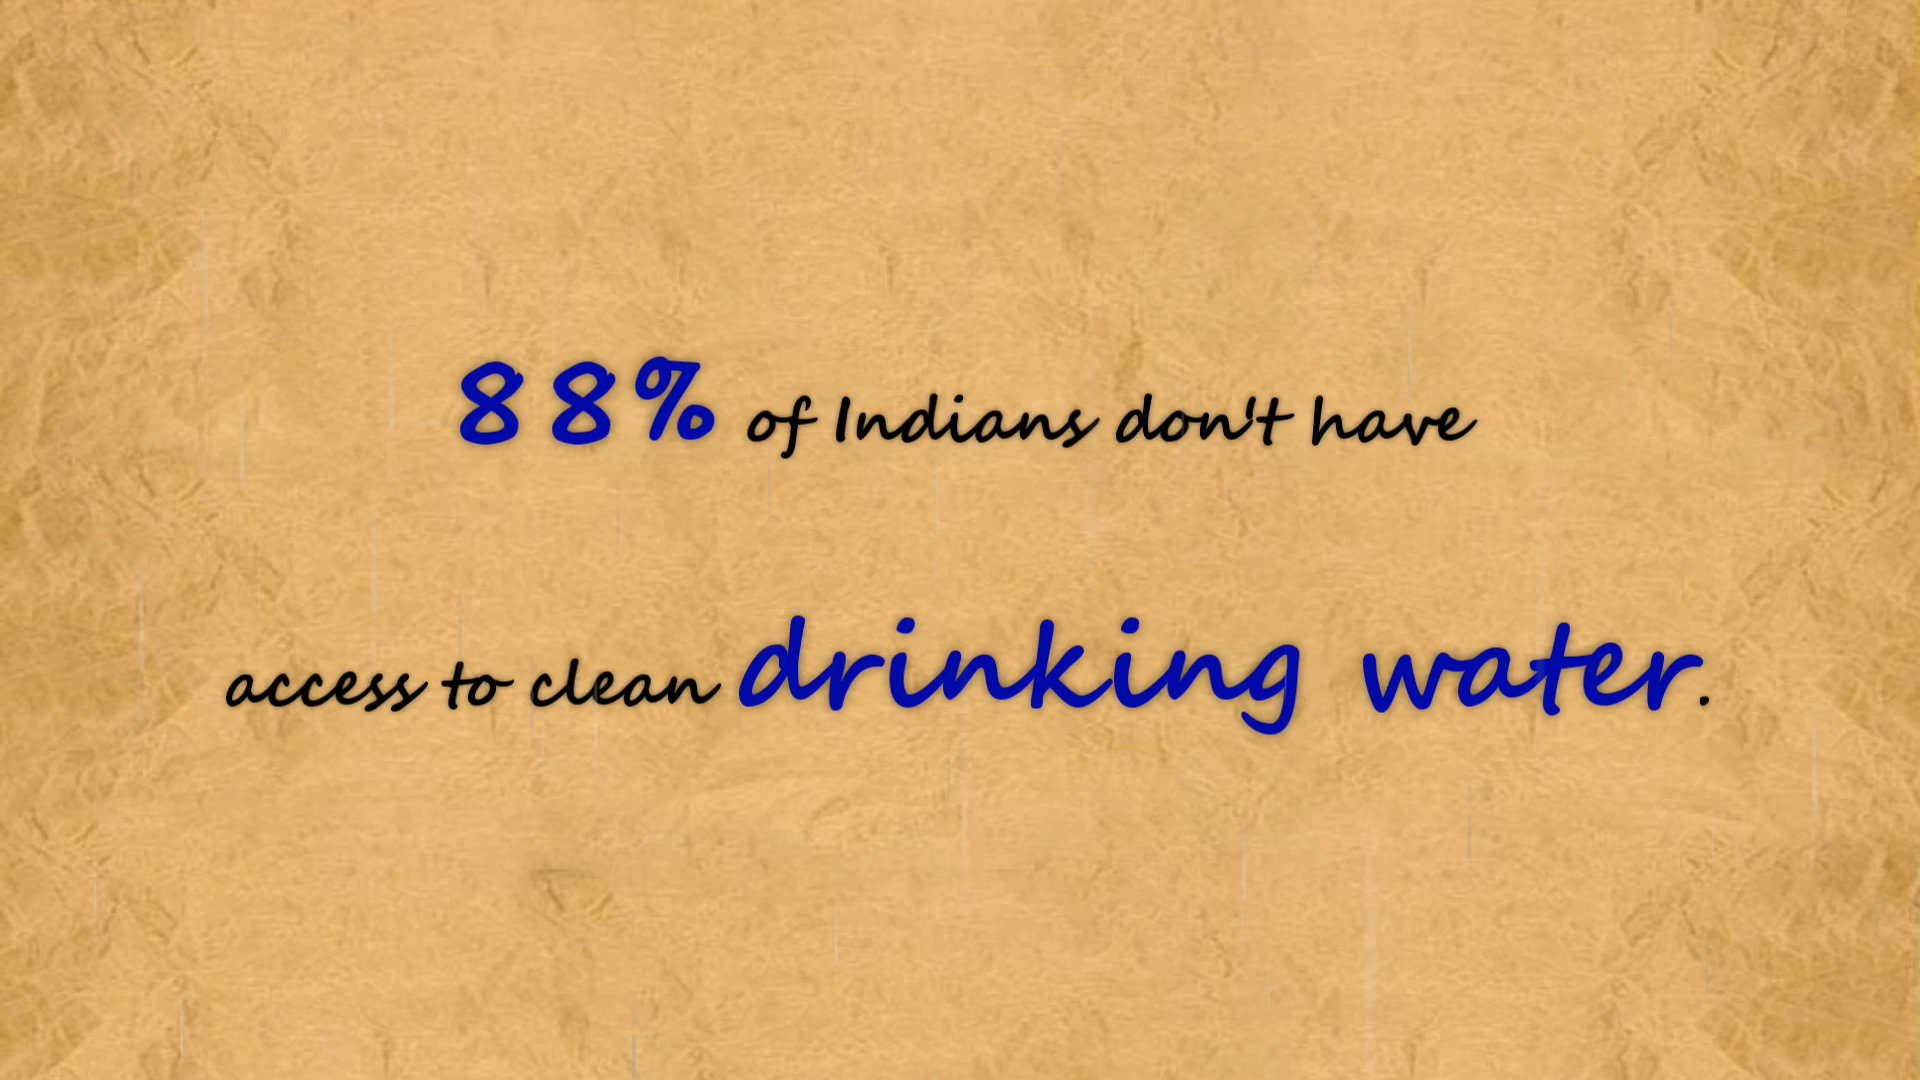 88% of Indians don't have
access to clean drinking water.